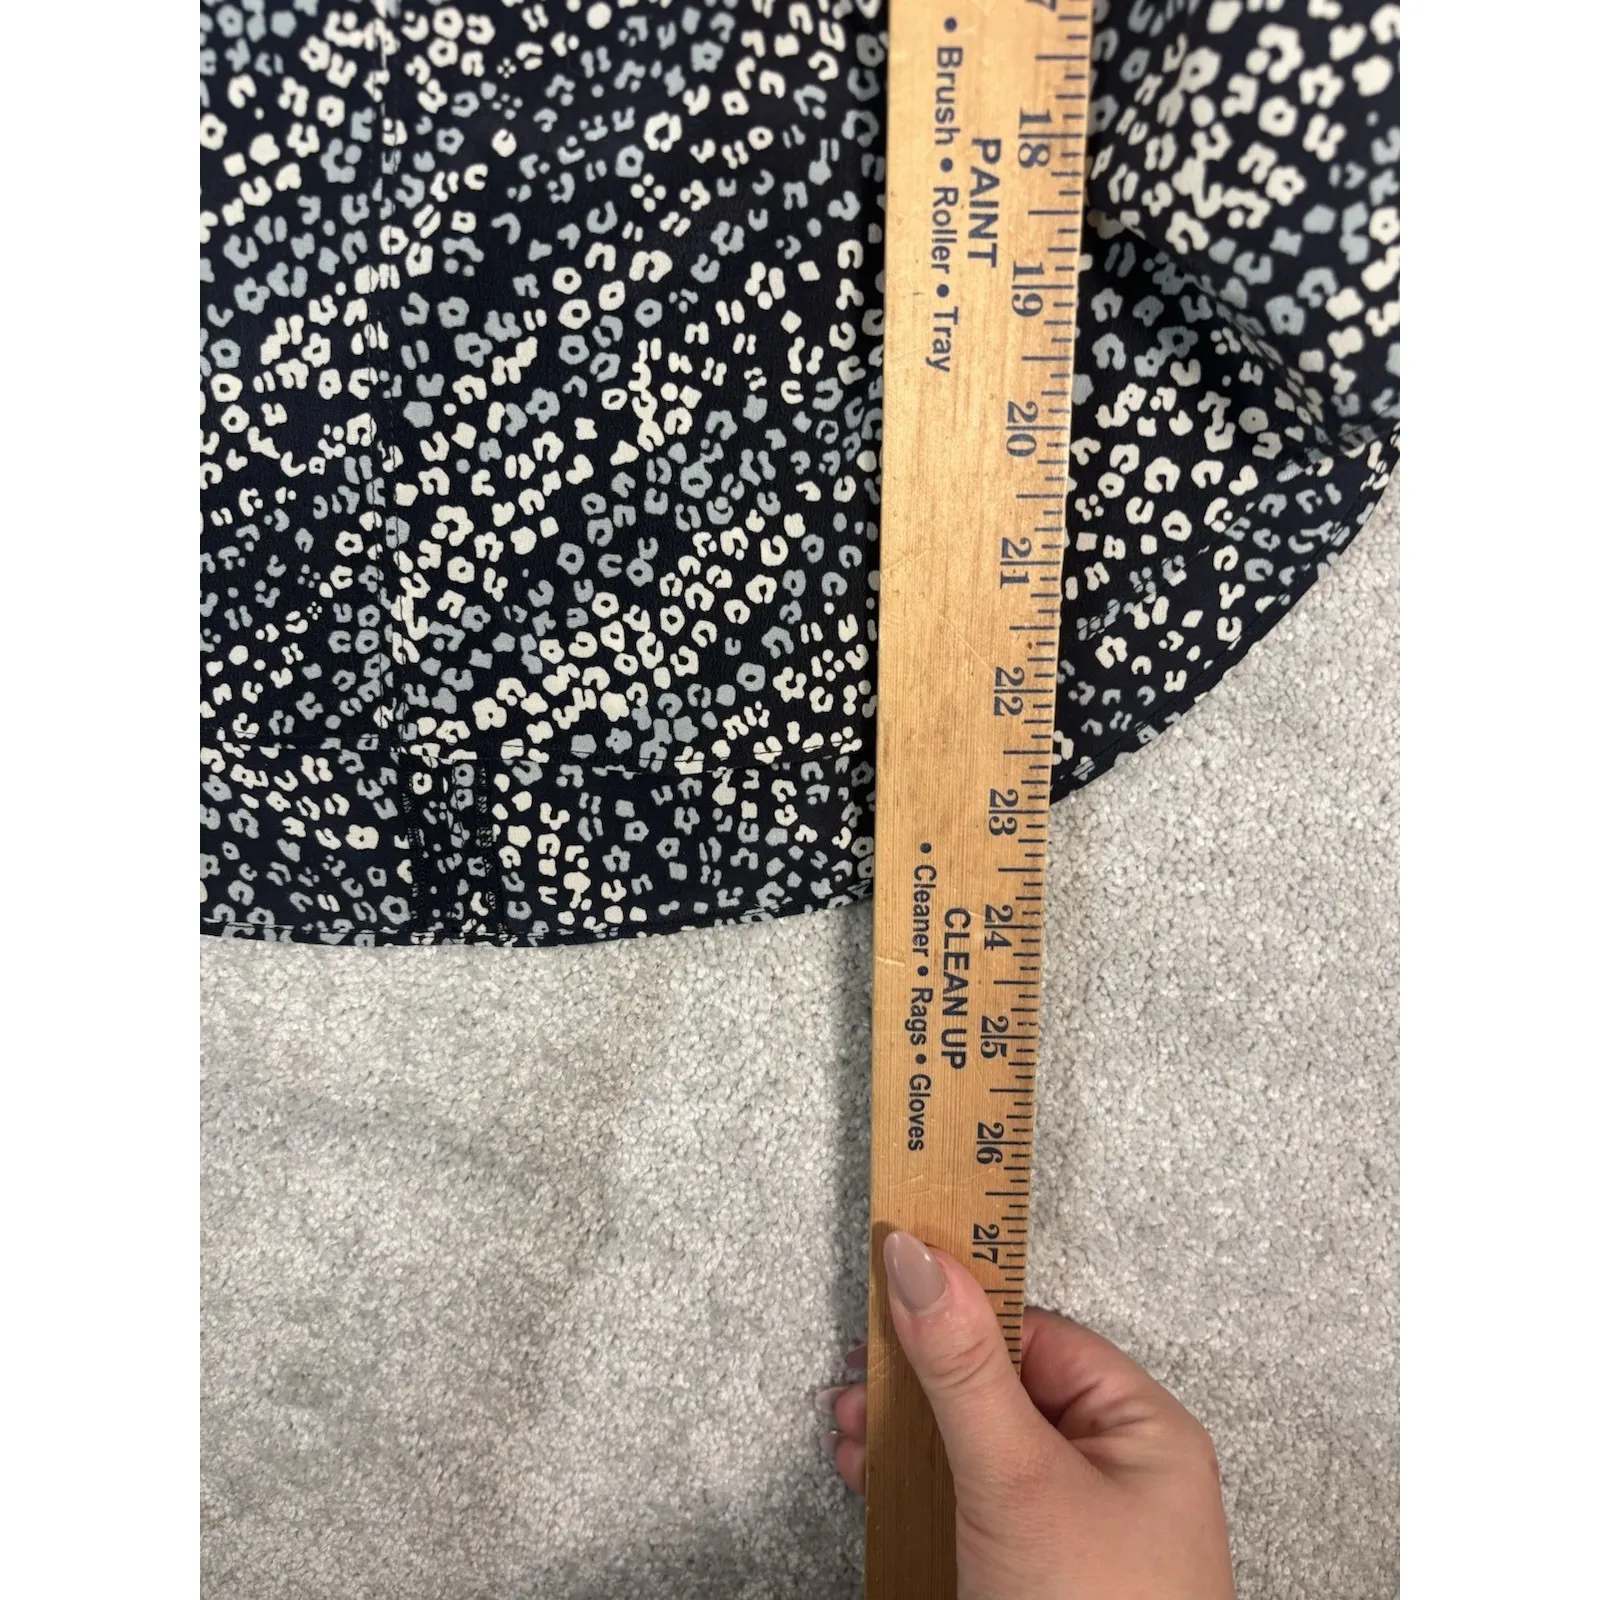 7
18
PAINT
• Brush • Roller • Tray
19
20
21
22
23
24
CLEAN UP
• Cleaner • Rags • Gloves
25
26
27